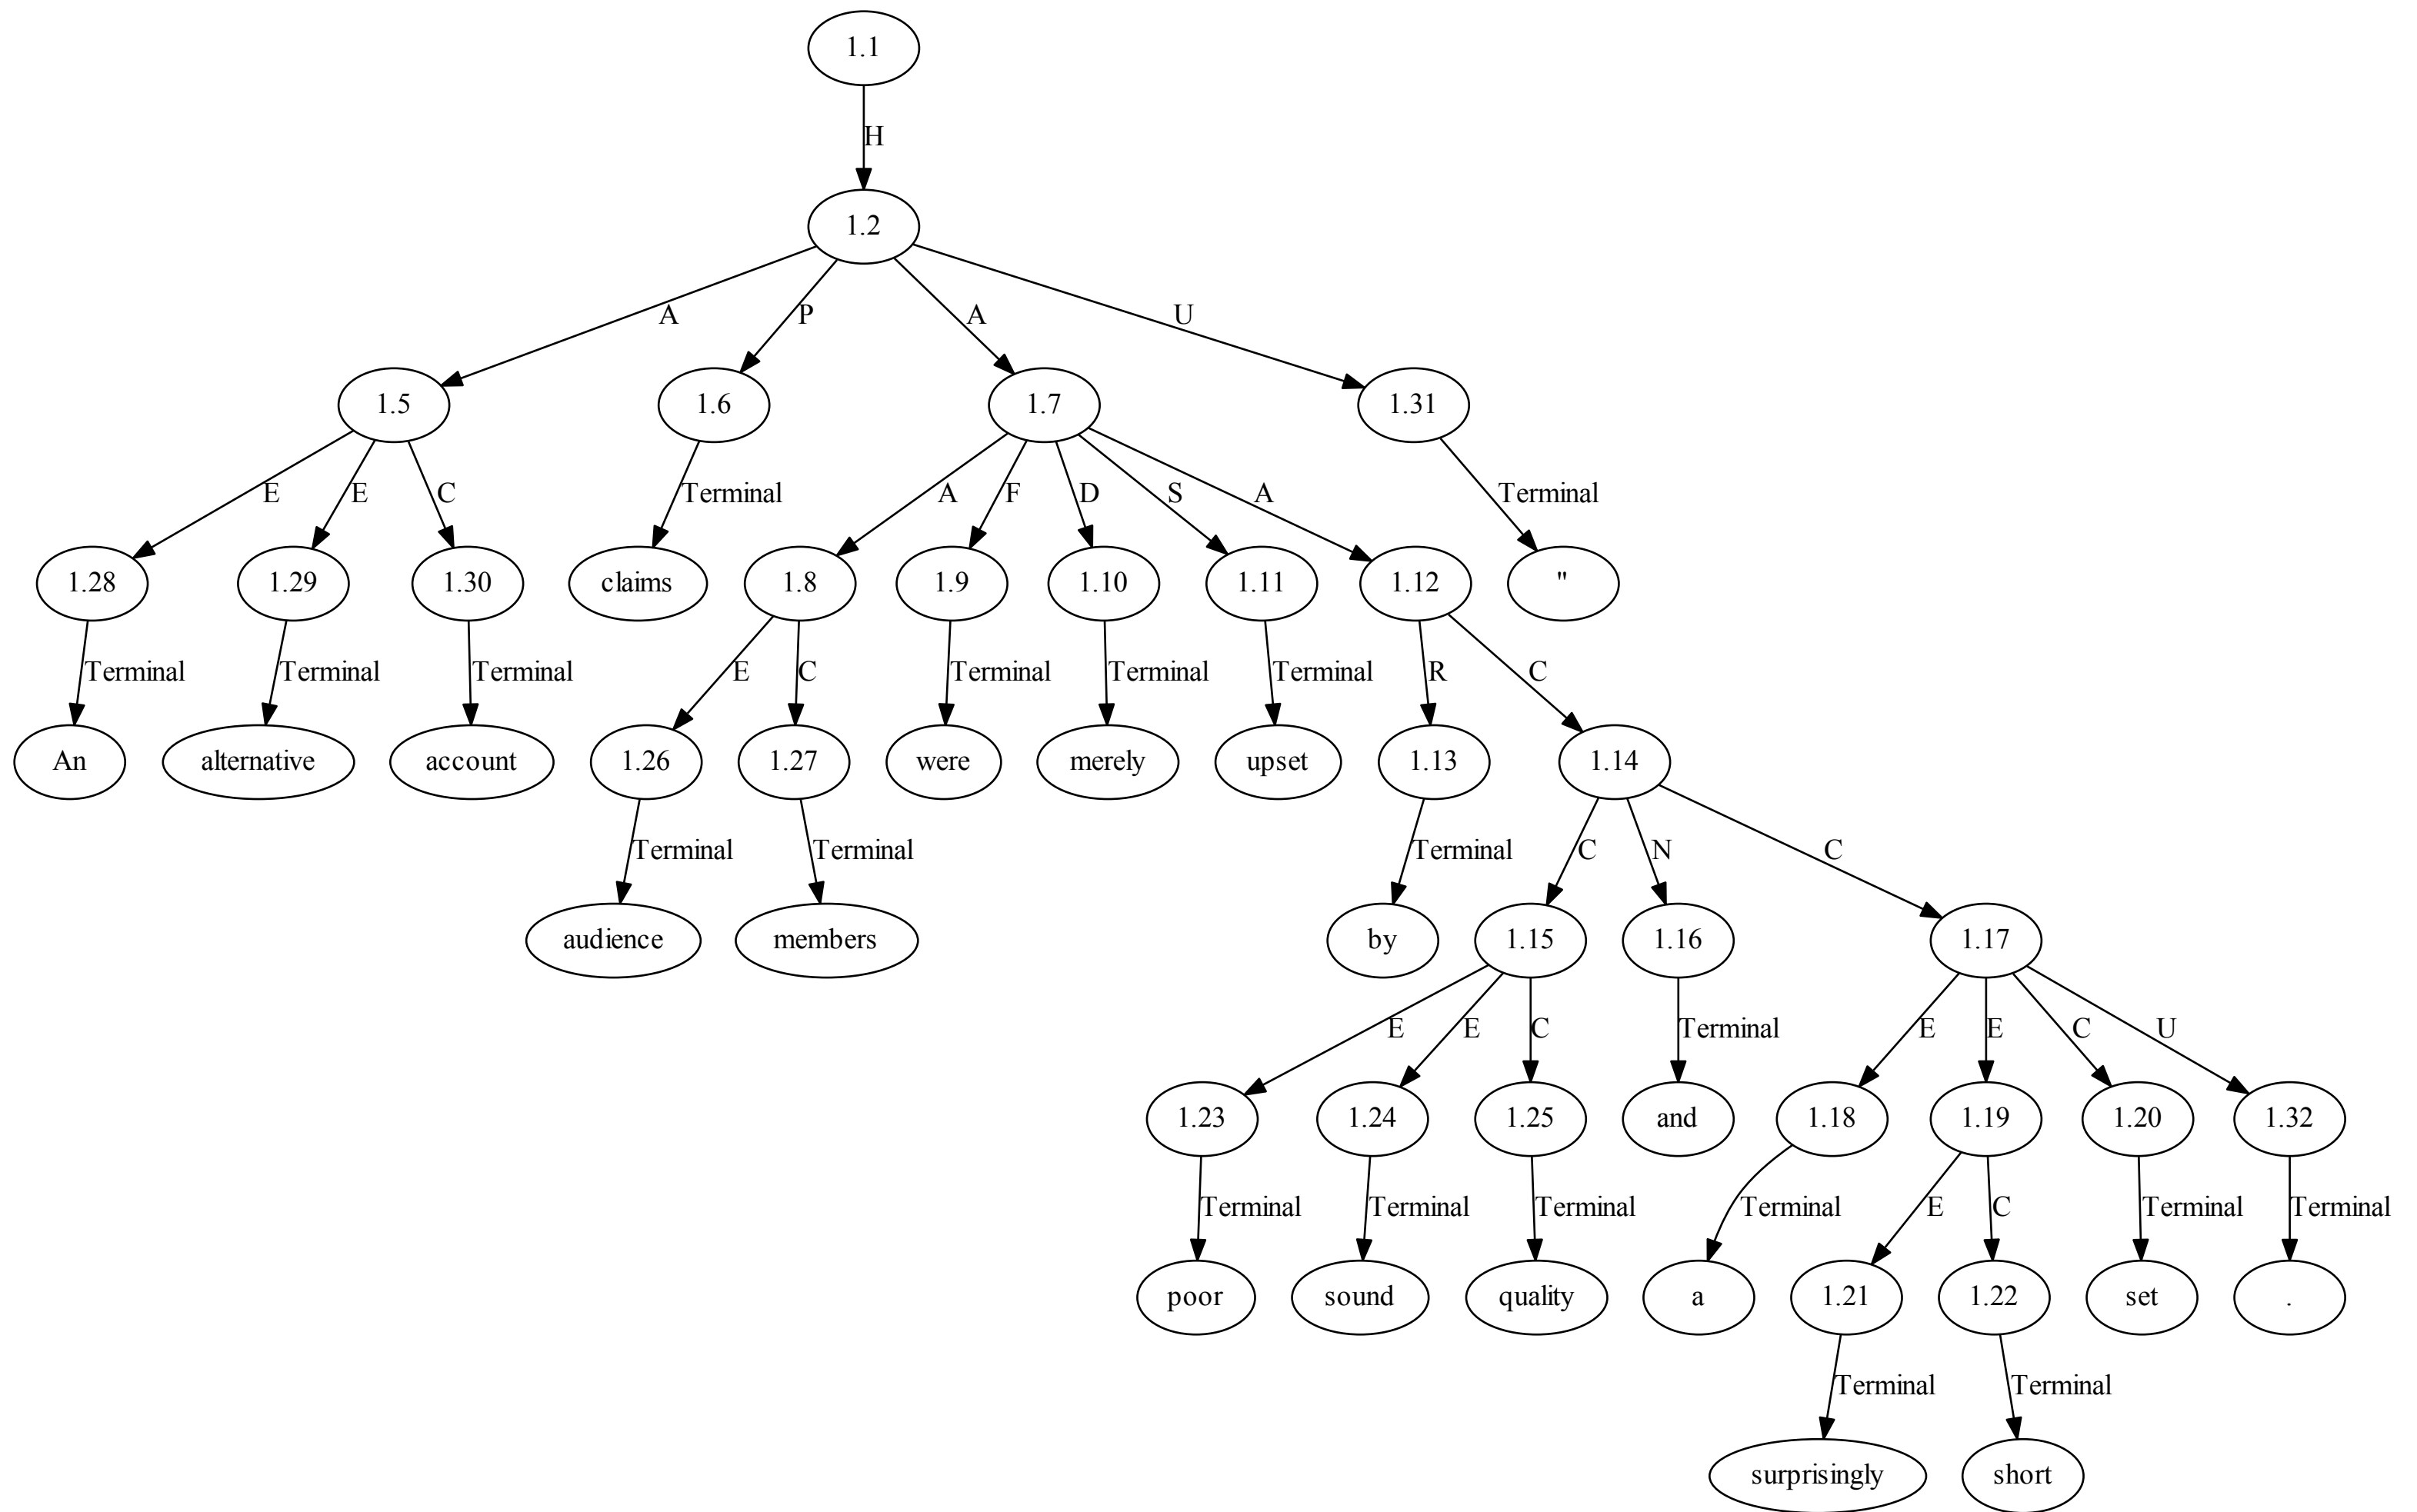 1.1
H
1.2
A P A U
1.5 1.6 1.7 1.31
E E C Terminal A F D S A Terminal
1.28 1.29 1.30 claims 1.8 1.9 1.10 1.11 1.12 "
Terminal Terminal Terminal E C Terminal Terminal Terminal R C
An alternative account 1.26 1.27 were merely upset 1.13 1.14
Terminal Terminal Terminal C N C
audience members by 1.15 1.16 1.17
E E C Terminal E E C U
1.23 1.24 1.25 and 1.18 1.19 1.20 1.32
Terminal Terminal Terminal Terminal E C Terminal Terminal
poor sound quality a 1.21 1.22 set .
Terminal Terminal
surprisingly short